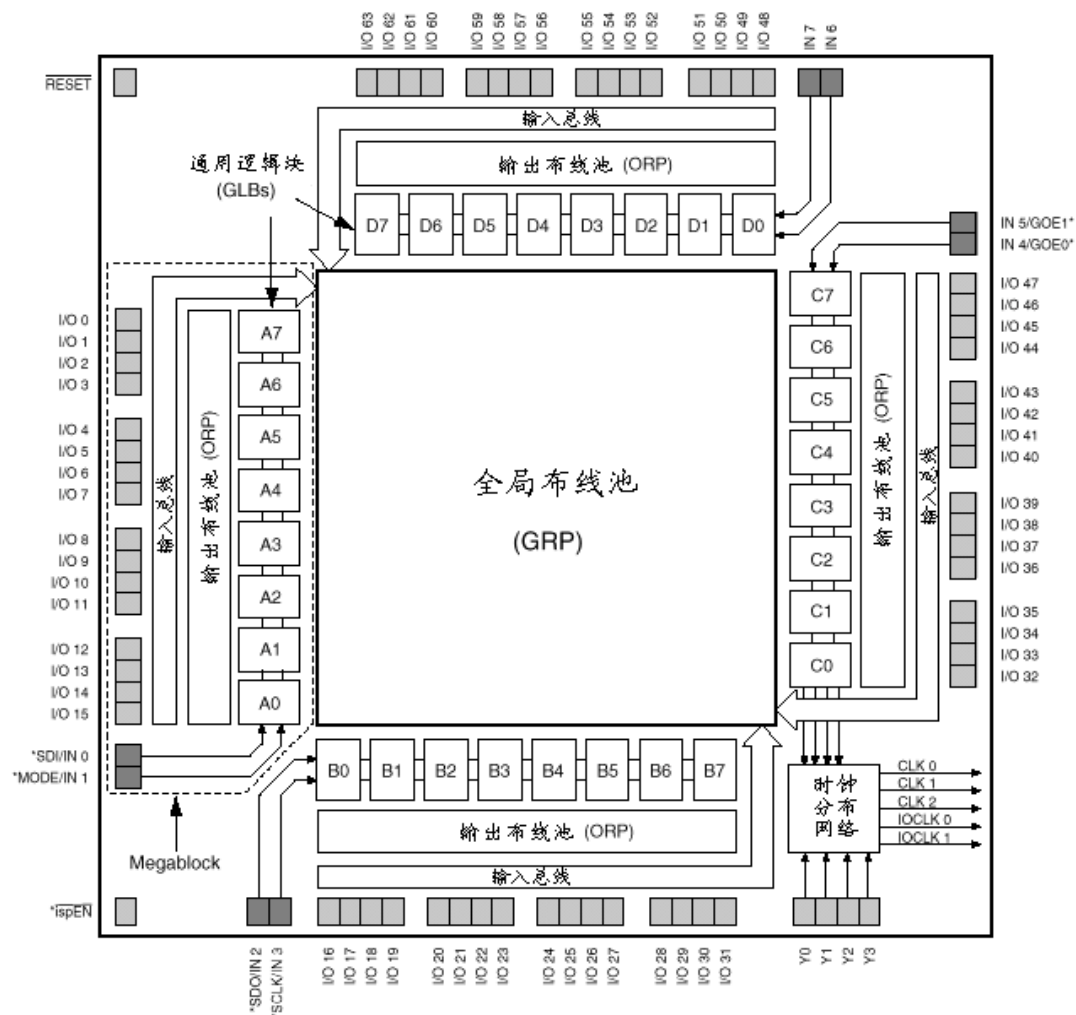 I/O 63
I/O 62
I/O 61
I/O 60
I/O 59
I/O 58
I/O 57
I/O 56
I/O 55
I/O 54
I/O 53
I/O 52
I/O 51
I/O 50
I/O 49
I/O 48
IN 7
IN 6
RESET
输入总线
输出布线池 (ORP)
通用逻辑块
(GLBs)
D7
D6
D5
D4
D3
D2
D1
D0
IN 5/GOE1*
IN 4/GOE0*
I/O 0
I/O 1
I/O 2
I/O 3
I/O 4
I/O 5
I/O 6
I/O 7
I/O 8
I/O 9
I/O 10
I/O 11
I/O 12
I/O 13
I/O 14
I/O 15
*SDI/IN 0
*MODE/IN 1
输入总线
输出布线池 (ORP)
A7
A6
A5
A4
A3
A2
A1
A0
全局布线池
(GRP)
C7
C6
C5
C4
C3
C2
C1
C0
输出布线池 (ORP)
输入总线
I/O 47
I/O 46
I/O 45
I/O 44
I/O 43
I/O 42
I/O 41
I/O 40
I/O 39
I/O 38
I/O 37
I/O 36
I/O 35
I/O 34
I/O 33
I/O 32
B0
B1
B2
B3
B4
B5
B6
B7
输出布线池 (ORP)
输入总线
时钟
分布
网络
CLK 0
CLK 1
CLK 2
IOCLK 0
IOCLK 1
Megablock
*ispEN
*SDO/IN 2
*SCLK/IN 3
I/O 16
I/O 17
I/O 18
I/O 19
I/O 20
I/O 21
I/O 22
I/O 23
I/O 24
I/O 25
I/O 26
I/O 27
I/O 28
I/O 29
I/O 30
I/O 31
Y0
Y1
Y2
Y3